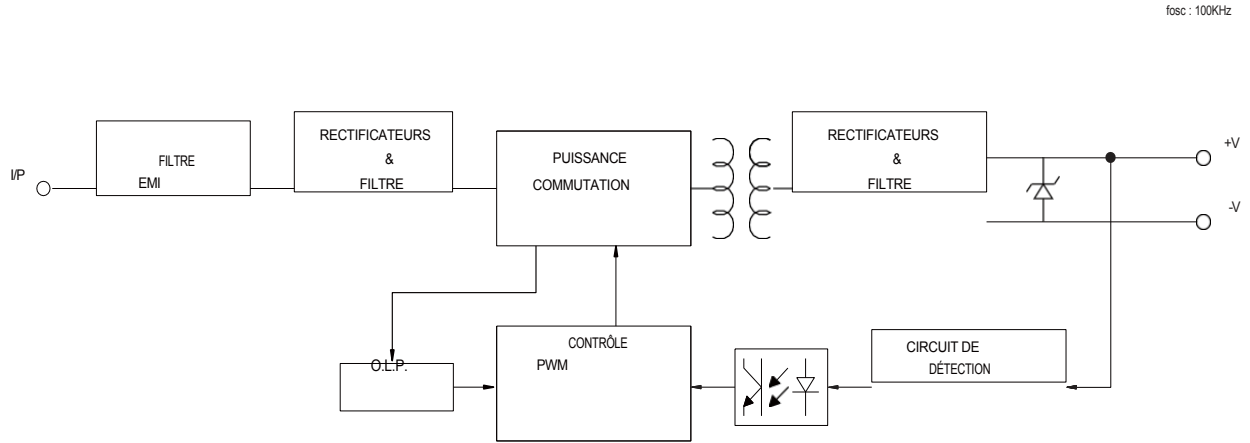 fosc : 100KHz
I/P
FILTRE
EMI
RECTIFICATEURS
&
FILTRE
PUISSANCE
COMMUTATION
RECTIFICATEURS
&
FILTRE
+V
-V
O.L.P.
CONTRÔLE
PWM
CIRCUIT DE
DÉTECTION